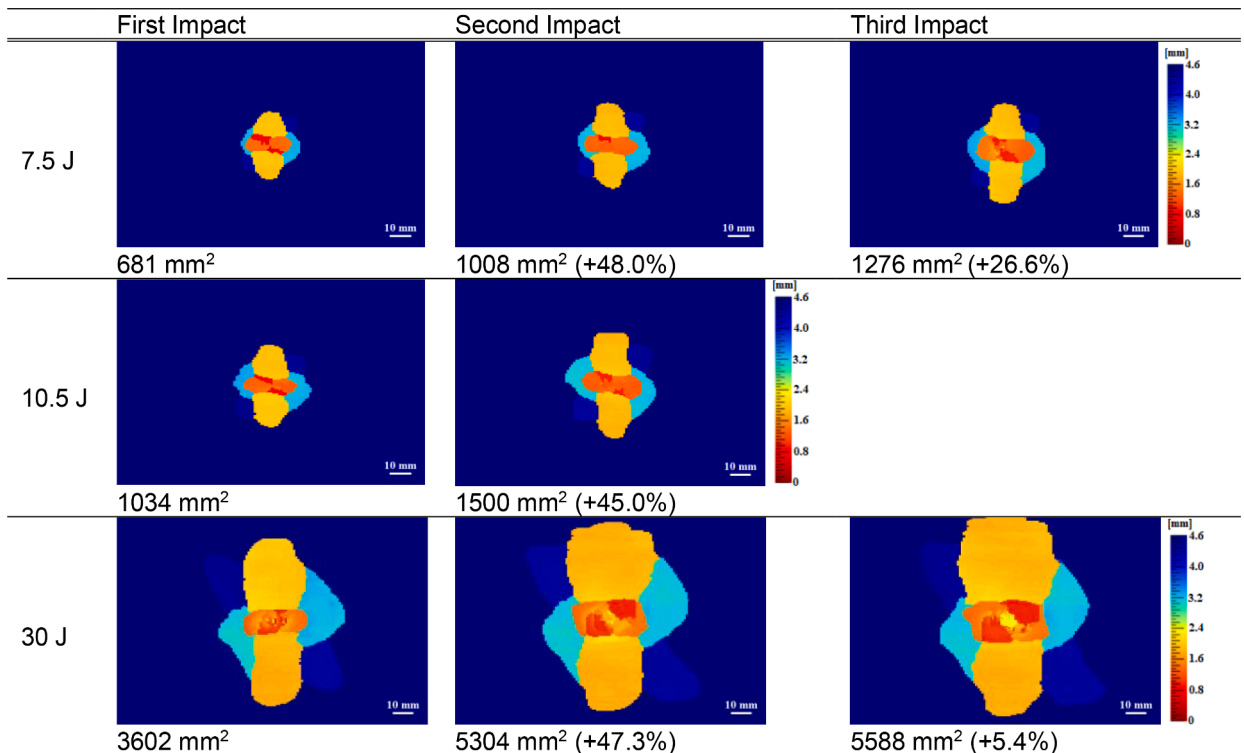 First Impact Second Impact Third Impact
[mm]
4.6
4.0
3.2
2.4
1.6
0.8
0
7.5 J
10 mm 10 mm 10 mm
681 mm² 1008 mm² (+48.0%) 1276 mm² (+26.6%)
[mm]
4.6
4.0
3.2
2.4
1.6
0.8
0
10.5 J
10 mm 10 mm
1034 mm² 1500 mm² (+45.0%)
[mm]
4.6
4.0
3.2
2.4
1.6
0.8
0
30 J
10 mm 10 mm 10 mm
3602 mm² 5304 mm² (+47.3%) 5588 mm² (+5.4%)